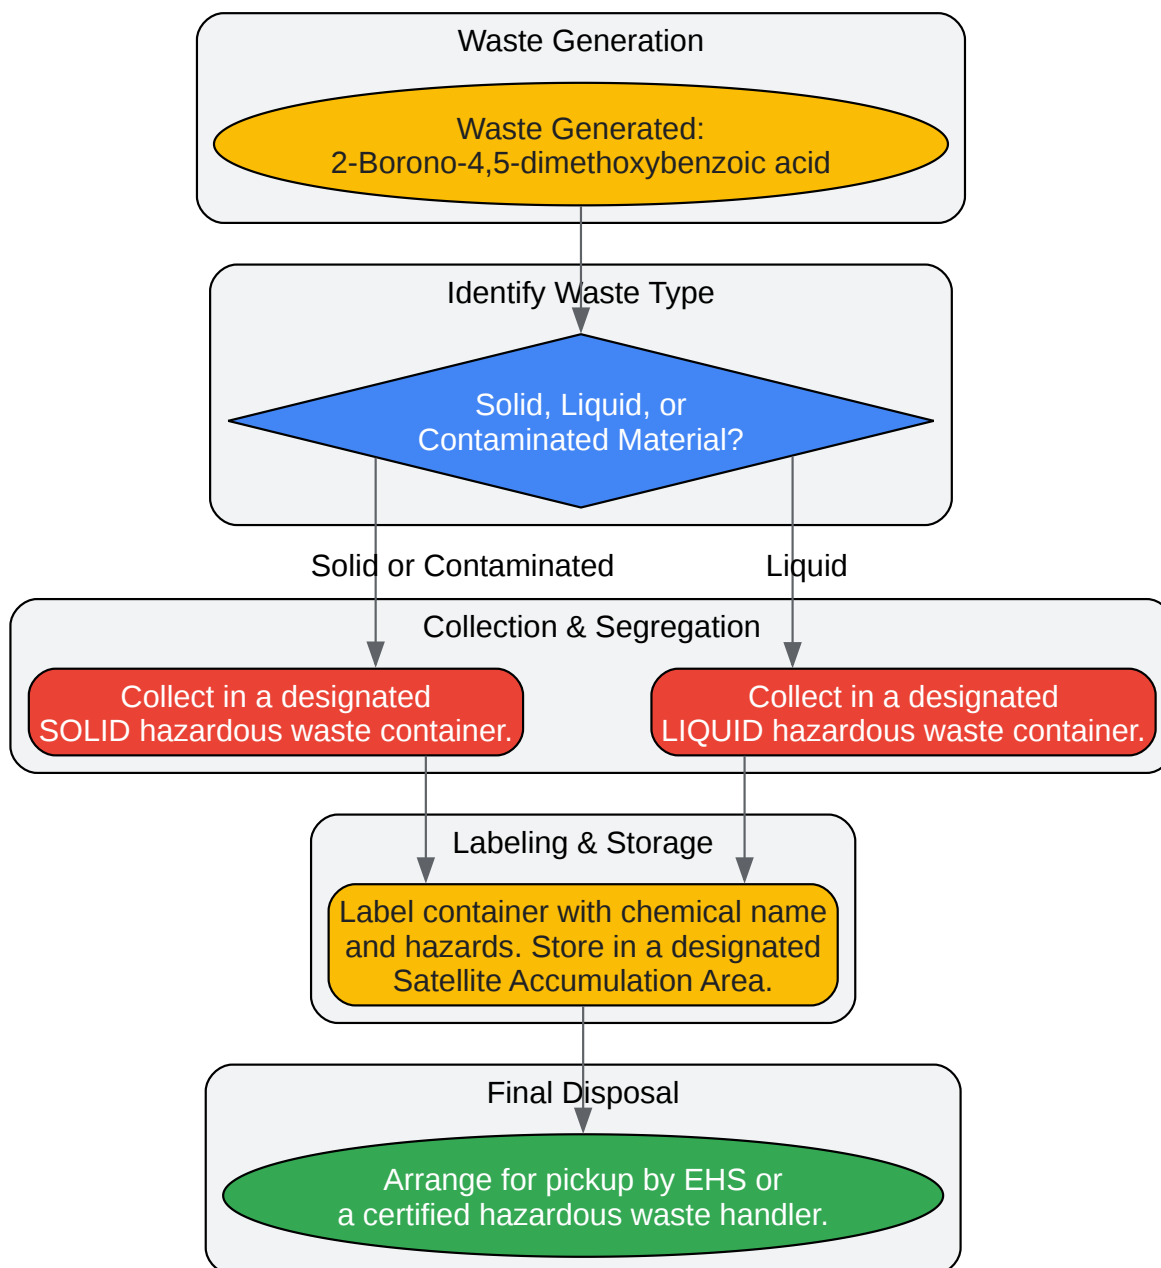 Waste Generation
Waste Generated:
2-Borono-4,5-dimethoxybenzoic acid
Identify Waste Type
Solid, Liquid, or
Contaminated Material?
Solid or Contaminated
Liquid
Collection & Segregation
Collect in a designated
SOLID hazardous waste container.
Collect in a designated
LIQUID hazardous waste container.
Labeling & Storage
Label container with chemical name
and hazards. Store in a designated
Satellite Accumulation Area.
Final Disposal
Arrange for pickup by EHS or
a certified hazardous waste handler.